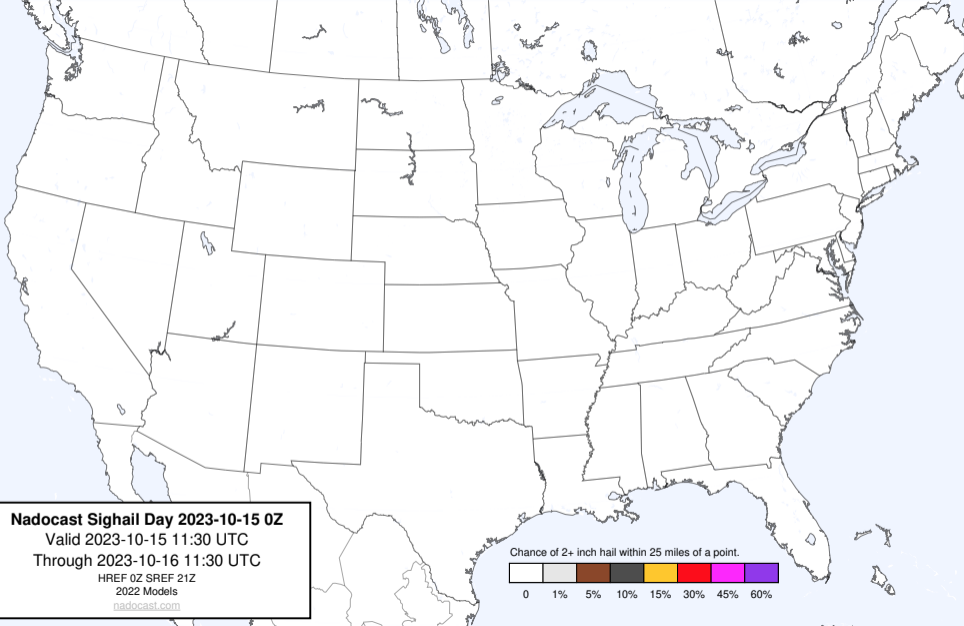 Nadocast Sighail Day 2023-10-15 0Z
Valid 2023-10-15 11:30 UTC
Through 2023-10-16 11:30 UTC
HREF 0Z SREF 21Z
2022 Models
nadocast.com
Chance of 2+ inch hail within 25 miles of a point.
0 1% 5% 10% 15% 30% 45% 60%